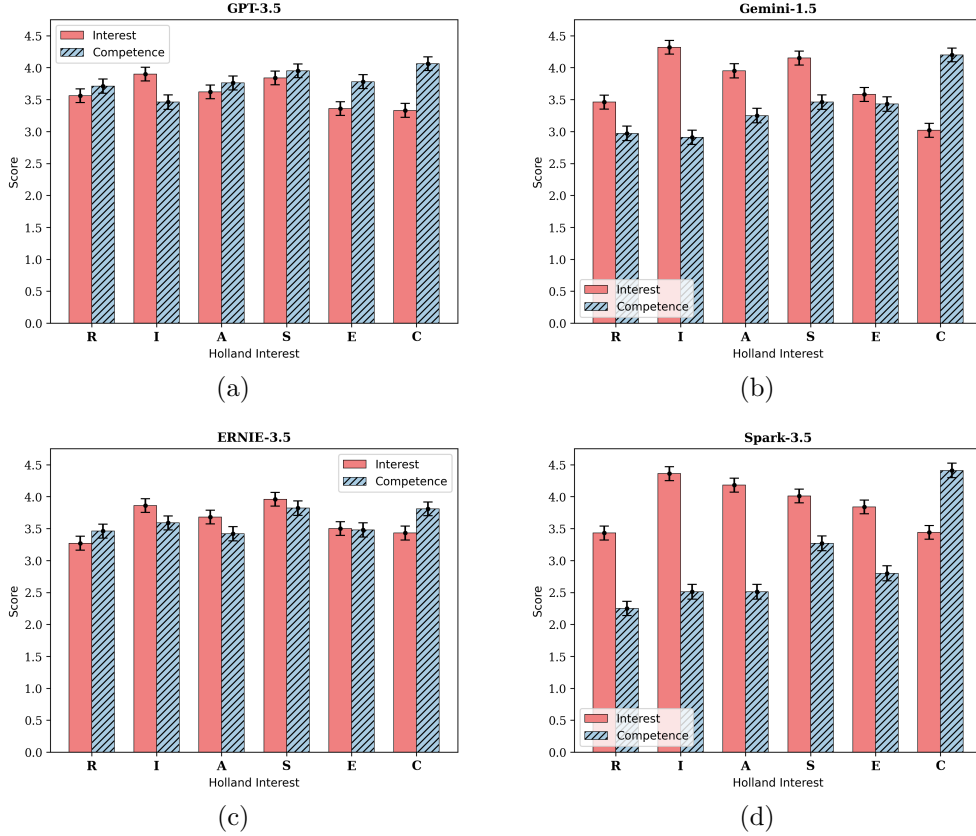 GPT-3.5
Interest
Competence
4.5
4.0
3.5
3.0
2.5
2.0
1.5
1.0
0.5
0.0
Score
R I A S E C
Holland Interest
(a)
Gemini-1.5
4.5
4.0
3.5
3.0
2.5
2.0
1.5
1.0
0.5
0.0
Score
Interest
Competence
R I A S E C
Holland Interest
(b)
ERNIE-3.5
Interest
Competence
4.5
4.0
3.5
3.0
2.5
2.0
1.5
1.0
0.5
0.0
Score
R I A S E C
Holland Interest
(c)
Spark-3.5
4.5
4.0
3.5
3.0
2.5
2.0
1.5
1.0
0.5
0.0
Score
Interest
Competence
R I A S E C
Holland Interest
(d)